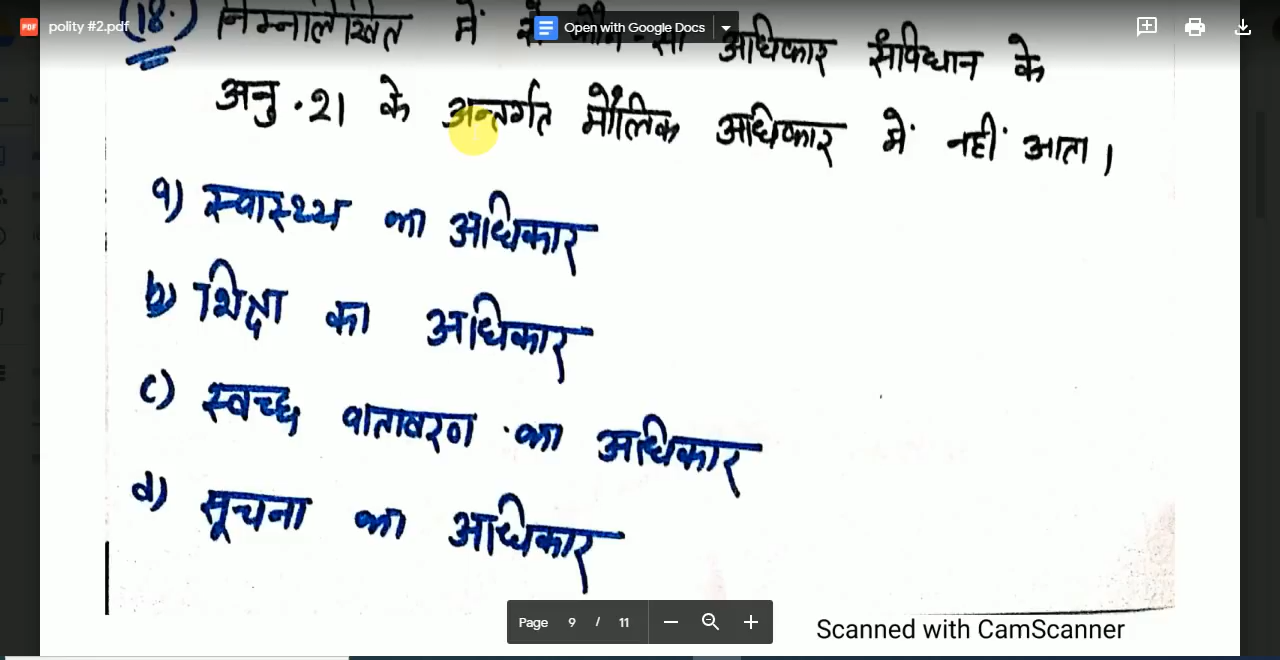 polity #2.pdf
Open with Google Docs
(18.) निम्नलिखित में से कौन-सा अधिकार संविधान के
अनु. 21 के अन्तर्गत मौलिक अधिकार में नहीं आता।
a) स्वास्थ्य का अधिकार
b) शिक्षा का अधिकार
c) स्वच्छ वातावरण का अधिकार
d) सूचना का अधिकार
Page 9 / 11
Scanned with CamScanner